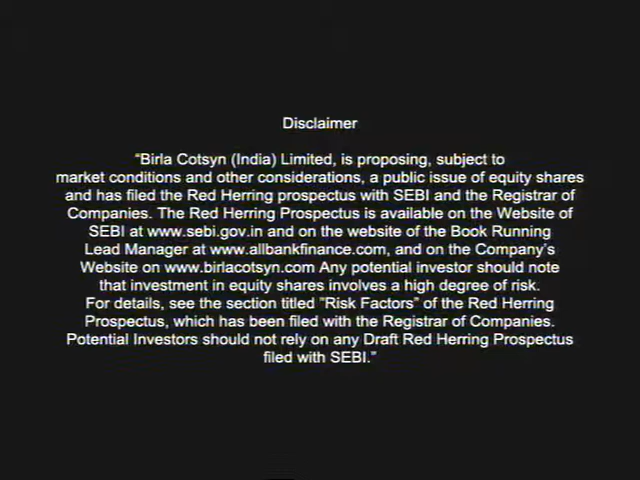 Disclaimer
“Birla Cotsyn (India) Limited, is proposing, subject to
market conditions and other considerations, a public issue of equity shares
and has filed the Red Herring prospectus with SEBI and the Registrar of
Companies. The Red Herring Prospectus is available on the Website of
SEBI at www.sebi.gov.in and on the website of the Book Running
Lead Manager at www.allbankfinance.com, and on the Company’s
Website on www.birlacotsyn.com Any potential investor should note
that investment in equity shares involves a high degree of risk.
For details, see the section titled "Risk Factors" of the Red Herring
Prospectus, which has been filed with the Registrar of Companies.
Potential Investors should not rely on any Draft Red Herring Prospectus
filed with SEBI.”